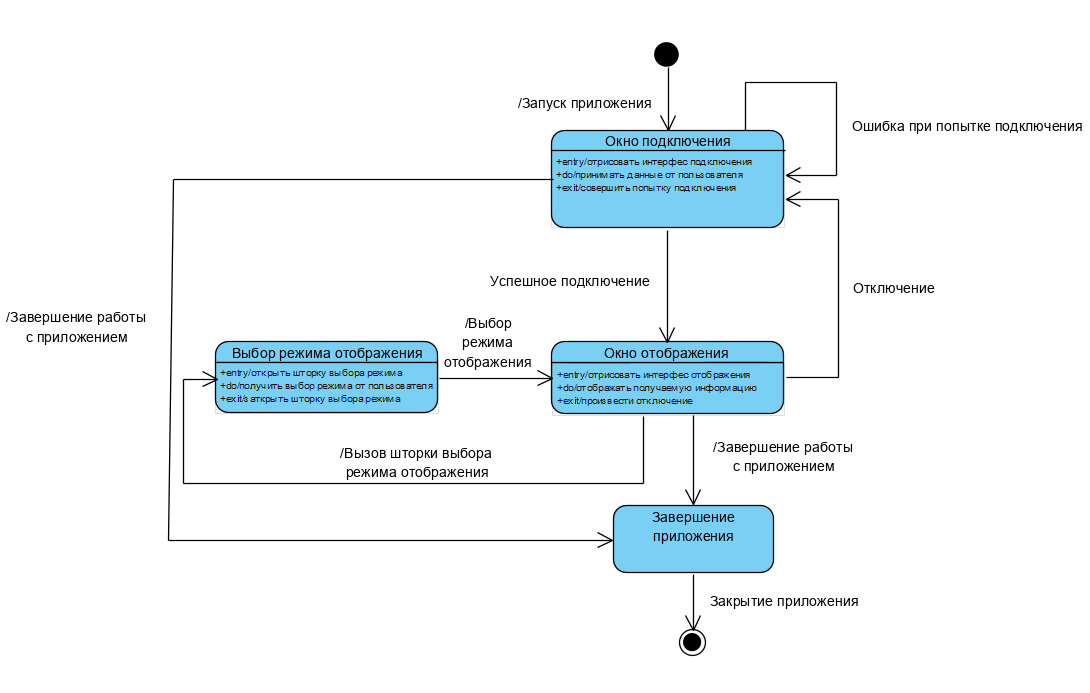 /Запуск приложения
Ошибка при попытке подключения
Окно подключения
+entry/отрисовать интерфес подключения
+do/принимать данные от пользователя
+exit/совершить попытку подключения
Успешное подключение
Отключение
/Завершение работы
с приложением
/Выбор
режима
отображения
Выбор режима отображения
+entry/открыть шторку выбора режима
+do/получить выбор режима от пользователя
+exit/заткрыть шторку выбора режима
Окно отображения
+entry/отрисовать интерфес отображения
+do/отображать получаемую информацию
+exit/произвести отключение
/Вызов шторки выбора
режима отображения
/Завершение работы
с приложением
Завершение
приложения
Закрытие приложения